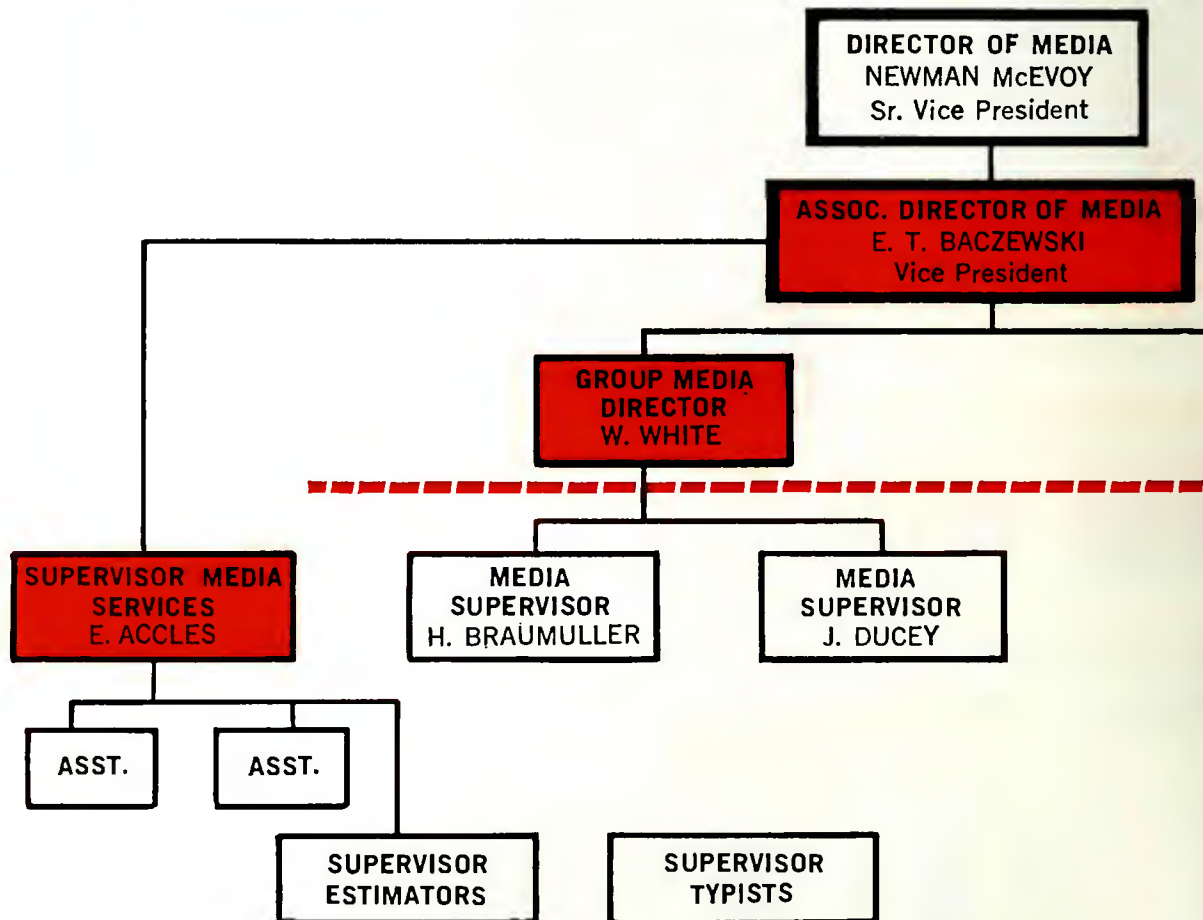 DIRECTOR OF MEDIA
NEWMAN McEVOY
Sr. Vice President
ASSOC. DIRECTOR OF MEDIA
E. T. BACZEWSKI
Vice President
GROUP MEDIA
DIRECTOR
W. WHITE
SUPERVISOR MEDIA
SERVICES
E. ACCLES
MEDIA
SUPERVISOR
H. BRAUMULLER
MEDIA
SUPERVISOR
J. DUCEY
ASST.
ASST.
SUPERVISOR
ESTIMATORS
SUPERVISOR
TYPISTS